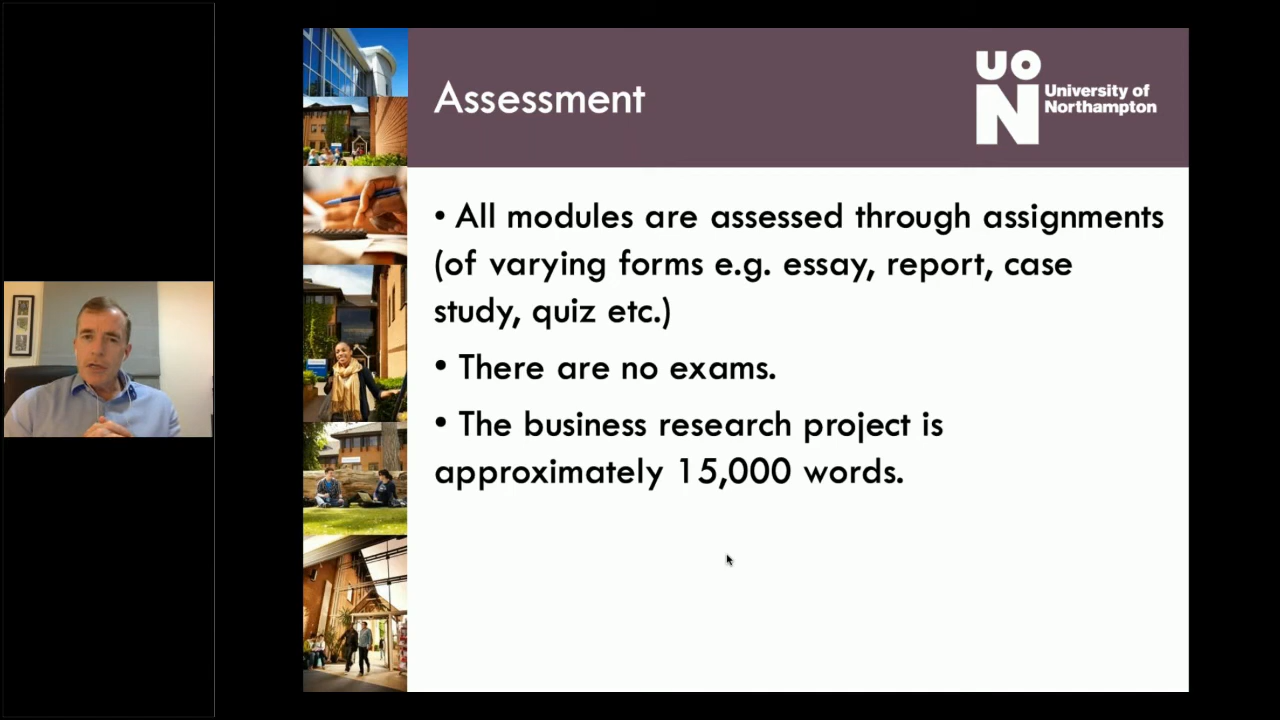 Assessment
UON
University of
Northampton
• All modules are assessed through assignments
(of varying forms e.g. essay, report, case
study, quiz etc.)
• There are no exams.
• The business research project is
approximately 15,000 words.